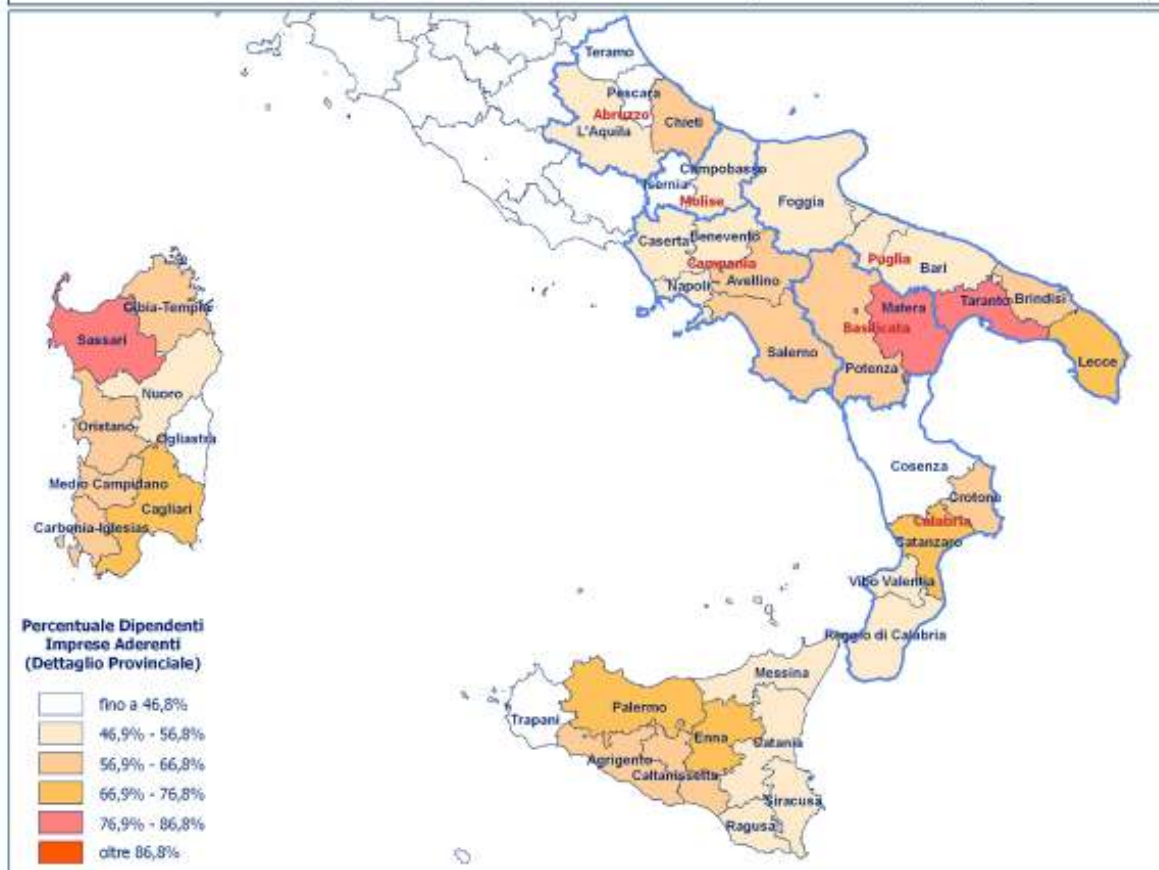 Teramo
Pescara
Abruzzo
L'Aquila
Chieti
Isernia
Campobasso
Molise
Foggia
Caserta
Benevento
Campania
Napoli
Avellino
Salerno
Puglia
Bari
Matera
Taranto
Brindisi
Basilicata
Potenza
Lecce
Olbia-Tempio
Sassari
Nuoro
Oristano
Ogliastra
Medio Campidano
Cagliari
Carbonia-Iglesias
Cosenza
Crotone
Calabria
Catanzaro
Vibo Valentia
Reggio di Calabria
Messina
Palermo
Trapani
Enna
Catania
Agrigento
Caltanissetta
Siracusa
Ragusa
Percentuale Dipendenti
Imprese Aderenti
(Dettaglio Provinciale)
fino a 46,8%
46,9% - 56,8%
56,9% - 66,8%
66,9% - 76,8%
76,9% - 86,8%
oltre 86,8%